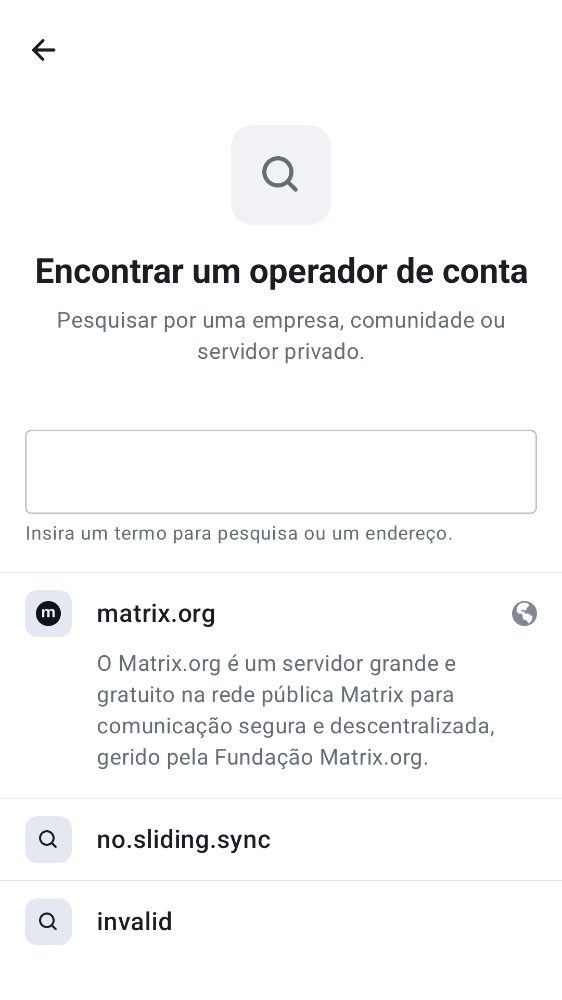 Encontrar um operador de conta
Pesquisar por uma empresa, comunidade ou
servidor privado.
Insira um termo para pesquisa ou um endereço.
m
matrix.org
O Matrix.org é um servidor grande e
gratuito na rede pública Matrix para
comunicação segura e descentralizada,
gerido pela Fundação Matrix.org.
no.sliding.sync
invalid